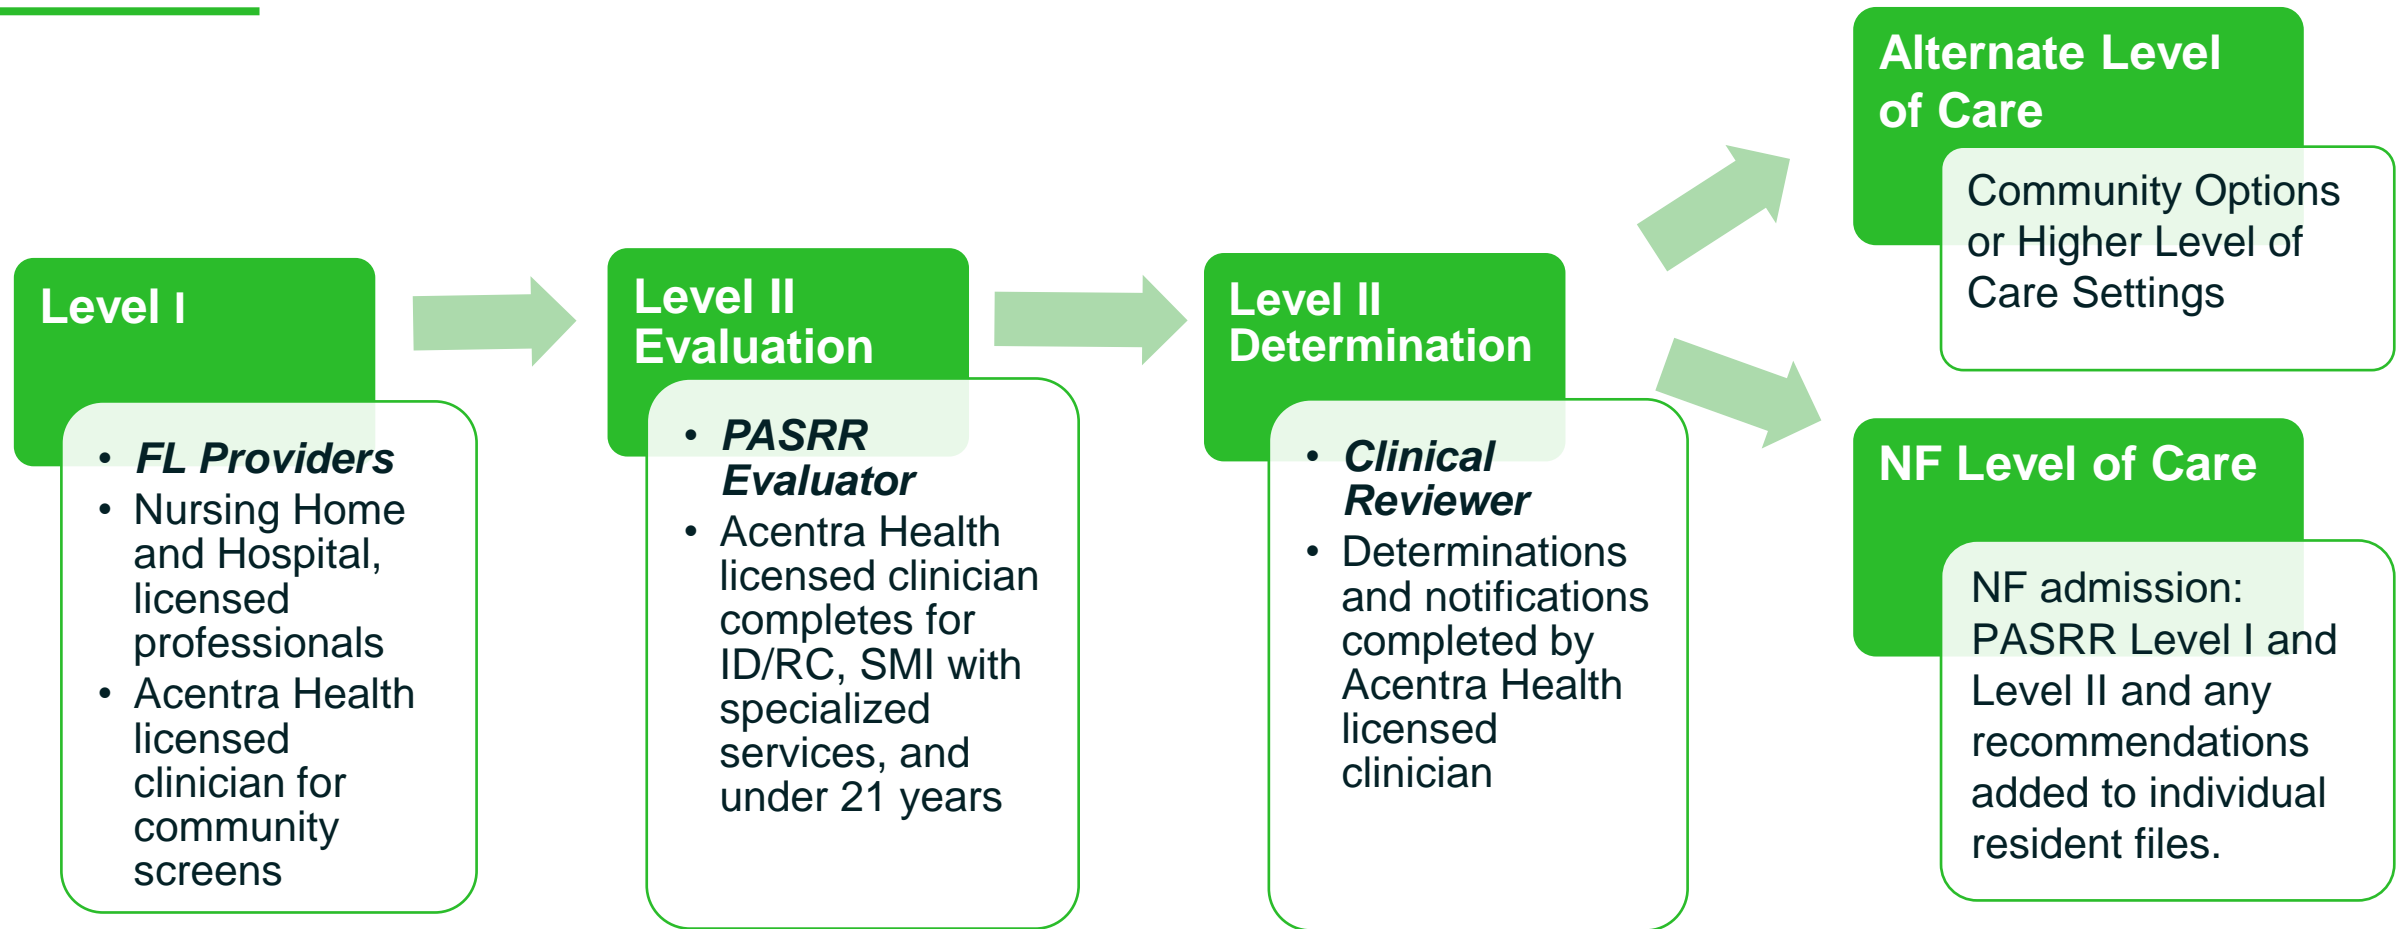 Level I
• FL Providers
• Nursing Home
and Hospital,
licensed
professionals
• Acentra Health
licensed
clinician for
community
screens
Level II
Evaluation
• PASRR
Evaluator
• Acentra Health
licensed clinician
completes for
ID/RC, SMI with
specialized
services, and
under 21 years
Level II
Determination
• Clinical
Reviewer
• Determinations
and notifications
completed by
Acentra Health
licensed
clinician
Alternate Level
of Care
Community Options
or Higher Level of
Care Settings
NF Level of Care
NF admission:
PASRR Level I and
Level II and any
recommendations
added to individual
resident files.